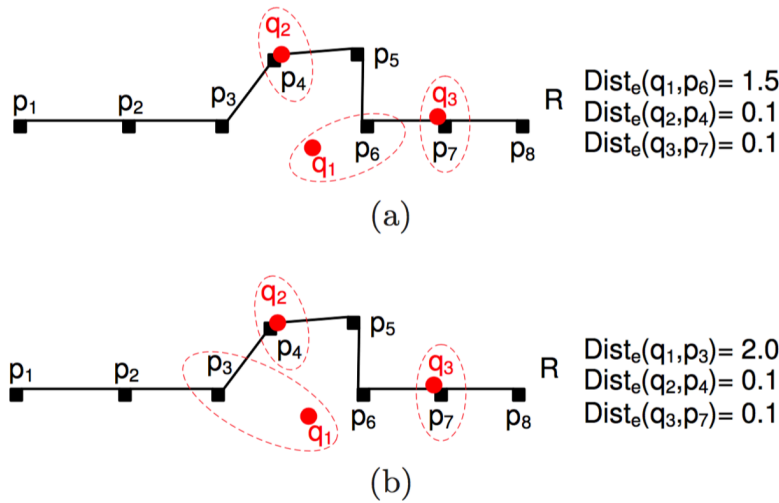 q₂
p₅
p₄
p₁ p₂ p₃ q₃ R
q₁ p₆ p₇ p₈
Distₑ(q₁,p₆)= 1.5
Distₑ(q₂,p₄)= 0.1
Distₑ(q₃,p₇)= 0.1
(a)
q₂
p₅
p₄
p₁ p₂ p₃ q₃ R
q₁ p₆ p₇ p₈
Distₑ(q₁,p₃)= 2.0
Distₑ(q₂,p₄)= 0.1
Distₑ(q₃,p₇)= 0.1
(b)